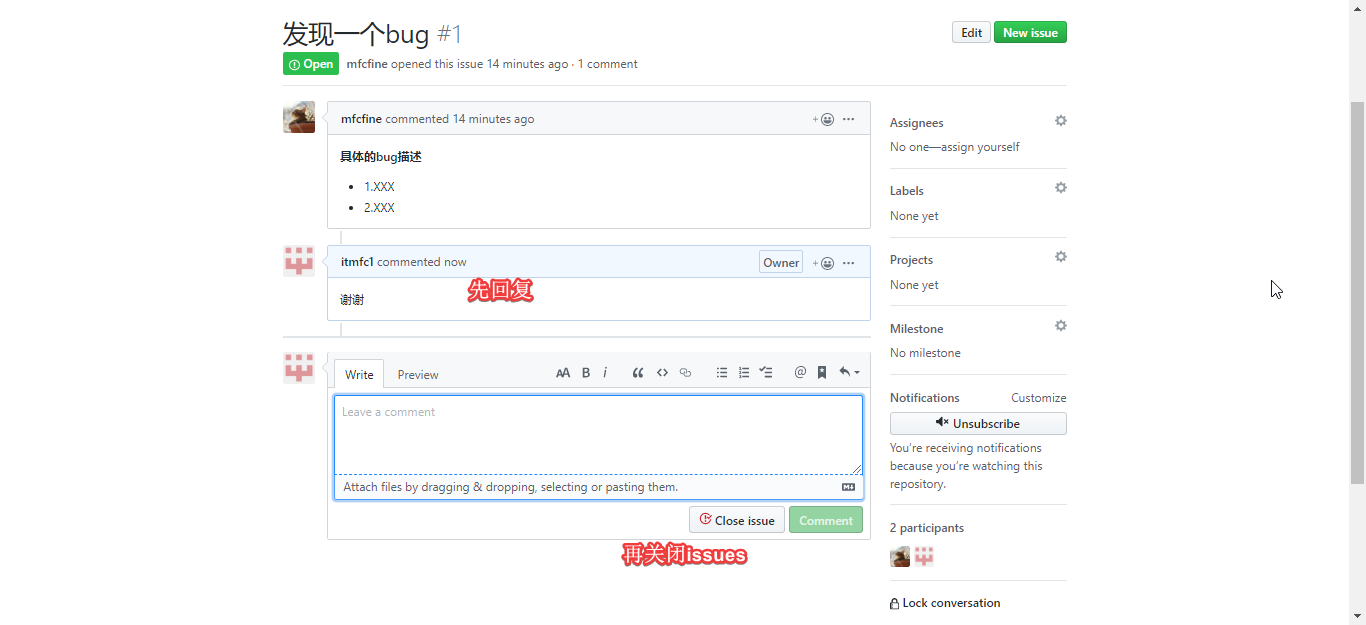 发现一个bug #1
Edit
New issue
Open
mfcfine opened this issue 14 minutes ago · 1 comment
mfcfine commented 14 minutes ago
具体的bug描述
1.XXX
2.XXX
itmfc1 commented now
Owner
先回复
谢谢
Write
Preview
AA B i
Leave a comment
Attach files by dragging & dropping, selecting or pasting them.
Close issue
Comment
再关闭issues
Assignees
No one—assign yourself
Labels
None yet
Projects
None yet
Milestone
No milestone
Notifications
Customize
Unsubscribe
You're receiving notifications
because you're watching this
repository.
2 participants
Lock conversation